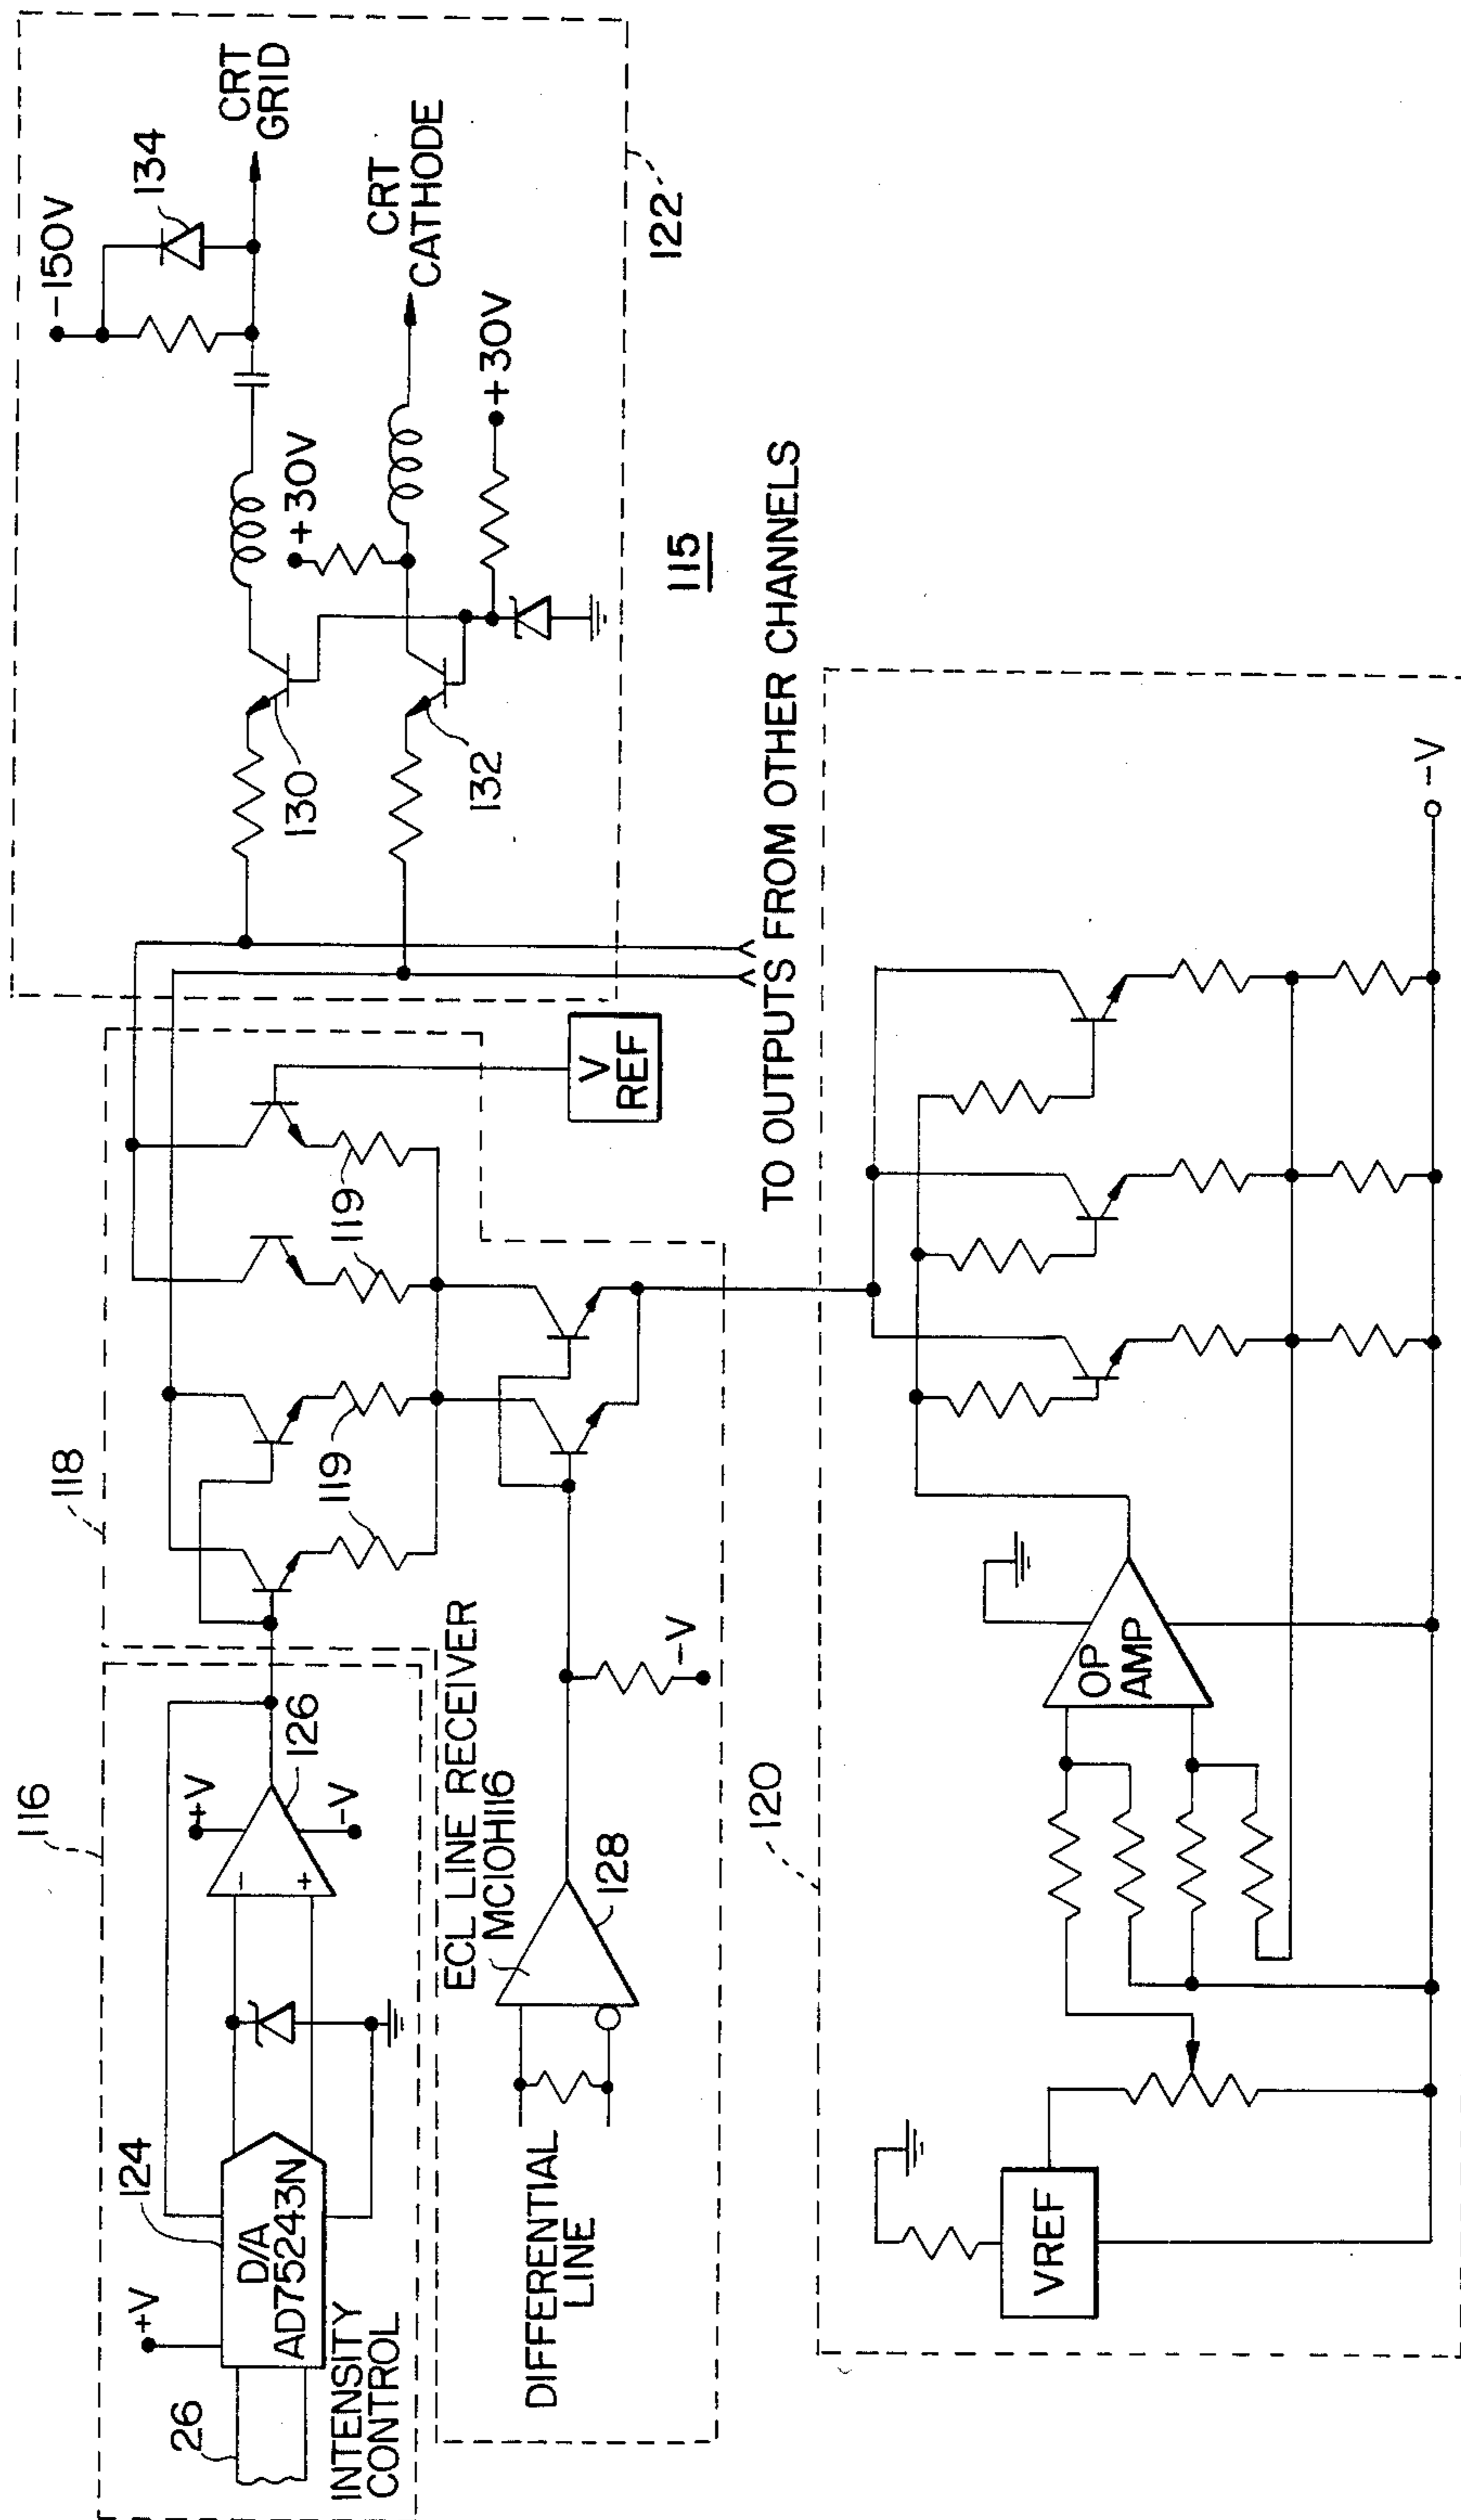 116
118
26
+V
124
D/A
AD75243N
INTENSITY
CONTROL
+V
126
-V
−
+
119
119
119
V
REF
ECL LINE RECEIVER
MC10H116
128
-V
DIFFERENTIAL
LINE
-150V
134
CRT
GRID
+30V
CRT
CATHODE
+30V
130
132
122
115
TO OUTPUTS FROM OTHER CHANNELS
120
VREF
OP
AMP
-V